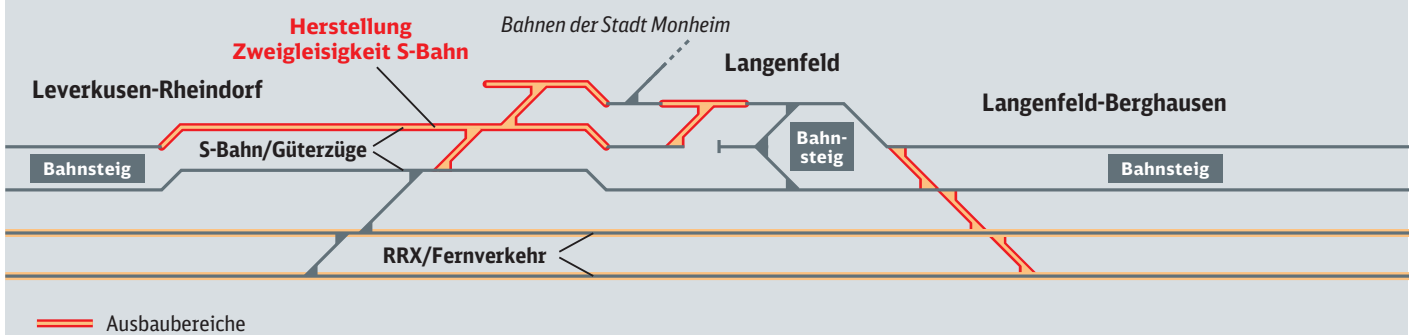 Herstellung
Zweigleisigkeit S-Bahn
Bahnen der Stadt Monheim
Langenfeld
Leverkusen-Rheindorf
Langenfeld-Berghausen
S-Bahn/Güterzüge
Bahn-
steig
Bahnsteig
Bahnsteig
RRX/Fernverkehr
Ausbaubereiche